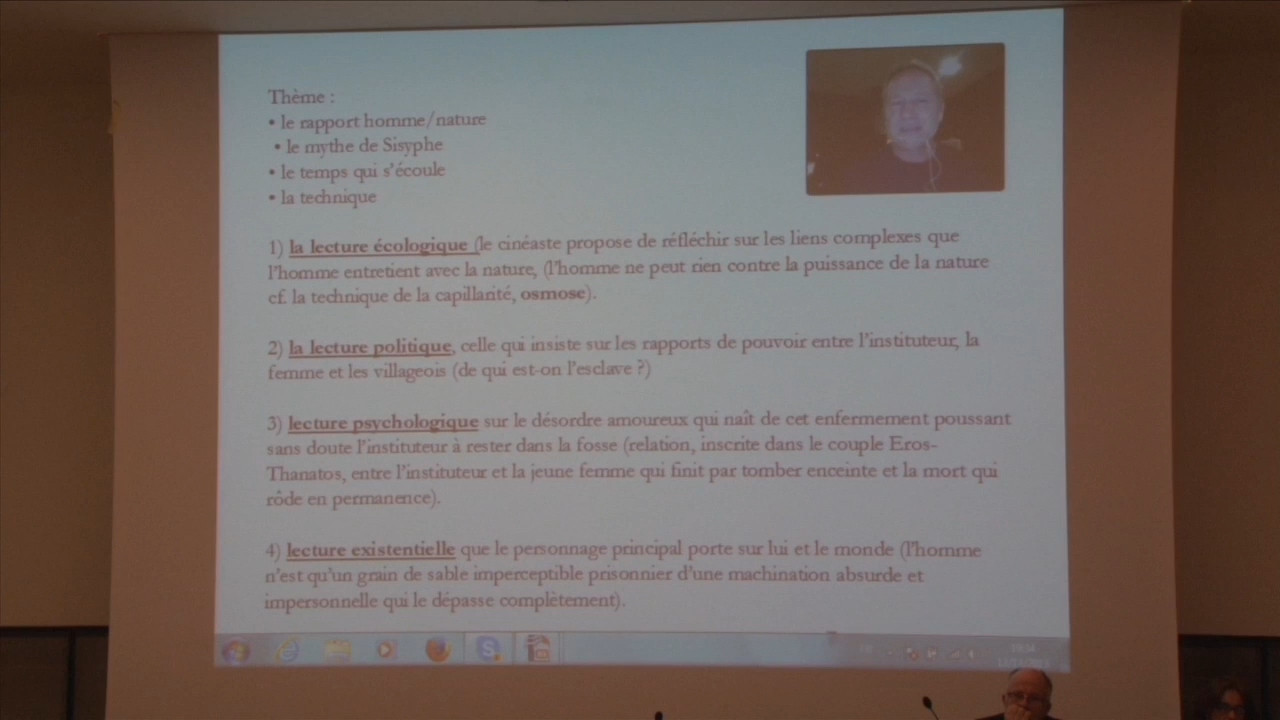 Thème :
• le rapport homme/nature
• le mythe de Sisyphe
• le temps qui s'écoule
• la technique
1) la lecture écologique (le cinéaste propose de réfléchir sur les liens complexes que
l'homme entretient avec la nature, (l'homme ne peut rien contre la puissance de la nature
cf. la technique de la capillarité, osmose).
2) la lecture politique, celle qui insiste sur les rapports de pouvoir entre l'instituteur, la
femme et les villageois (de qui est-on l'esclave ?)
3) lecture psychologique sur le désordre amoureux qui naît de cet enfermement poussant
sans doute l'instituteur à rester dans la fosse (relation, inscrite dans le couple Eros-
Thanatos, entre l'instituteur et la jeune femme qui finit par tomber enceinte et la mort qui
rôde en permanence).
4) lecture existentielle que le personnage principal porte sur lui et le monde (l'homme
n'est qu'un grain de sable imperceptible prisonnier d'une machination absurde et
impersonnelle qui le dépasse complètement).